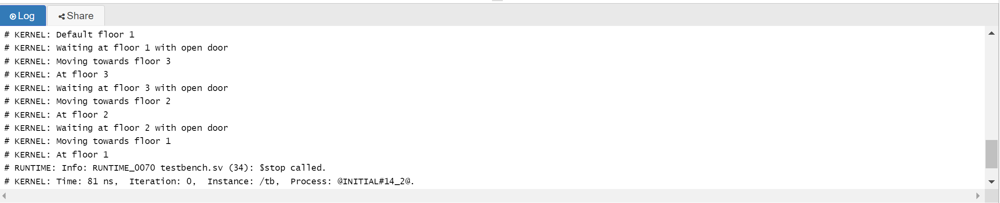 Log Share
# KERNEL: Default floor 1
# KERNEL: Waiting at floor 1 with open door
# KERNEL: Moving towards floor 3
# KERNEL: At floor 3
# KERNEL: Waiting at floor 3 with open door
# KERNEL: Moving towards floor 2
# KERNEL: At floor 2
# KERNEL: Waiting at floor 2 with open door
# KERNEL: Moving towards floor 1
# KERNEL: At floor 1
# RUNTIME: Info: RUNTIME_0070 testbench.sv (34): $stop called.
# KERNEL: Time: 81 ns,  Iteration: 0,  Instance: /tb,  Process: @INITIAL#14_2@.